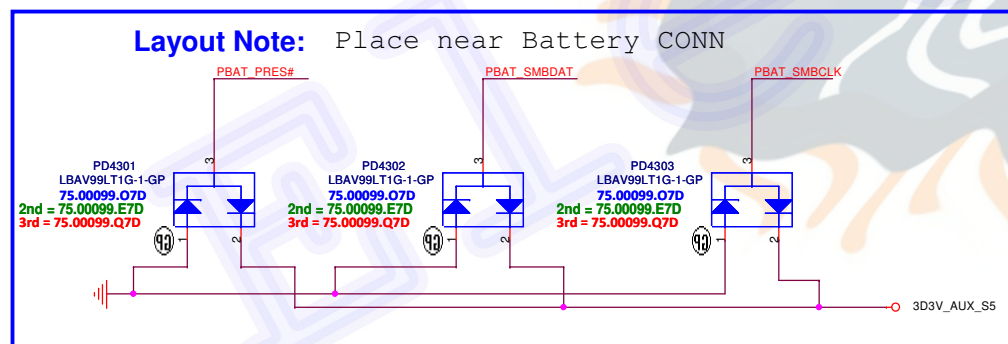 Layout Note: Place near Battery CONN
PBAT_PRES# PBAT_SMBDAT PBAT_SMBCLK
3 3 3
PD4301
LBAV99LT1G-1-GP
75.00099.O7D
2nd = 75.00099.E7D
3rd = 75.00099.Q7D
PD4302
LBAV99LT1G-1-GP
75.00099.O7D
2nd = 75.00099.E7D
3rd = 75.00099.Q7D
PD4303
LBAV99LT1G-1-GP
75.00099.O7D
2nd = 75.00099.E7D
3rd = 75.00099.Q7D
1 2 1 2 1 2
3D3V_AUX_S5